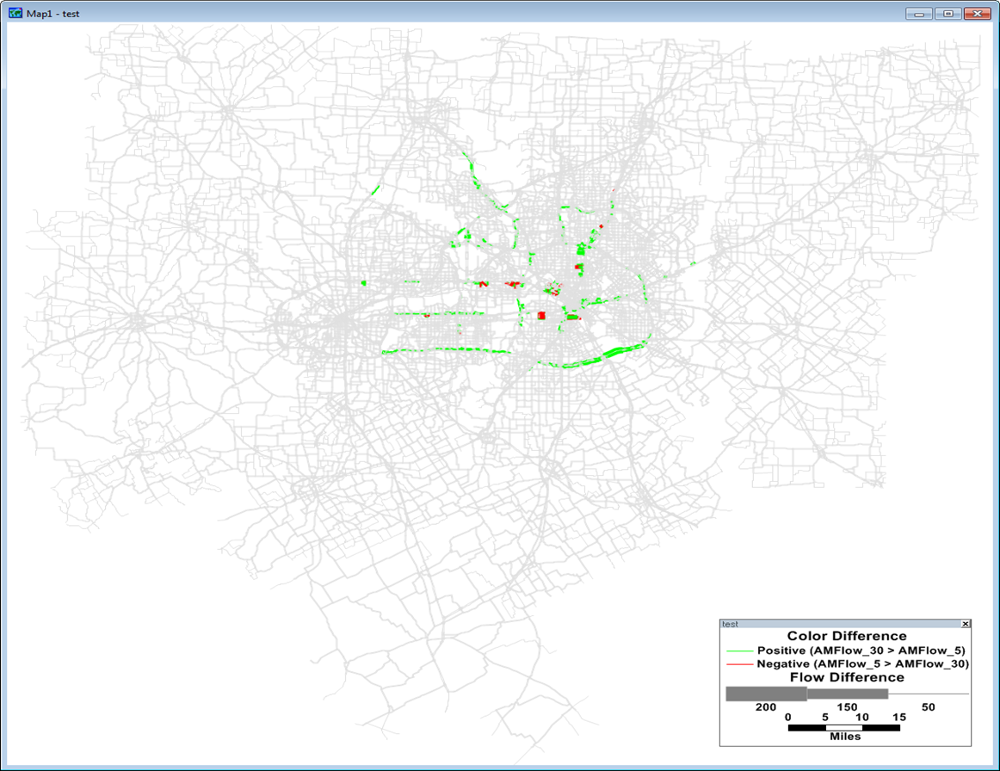 Map1 - test
test
Color Difference
Positive (AMFlow_30 > AMFlow_5)
Negative (AMFlow_5 > AMFlow_30)
Flow Difference
200 150 50
0 5 10 15
Miles